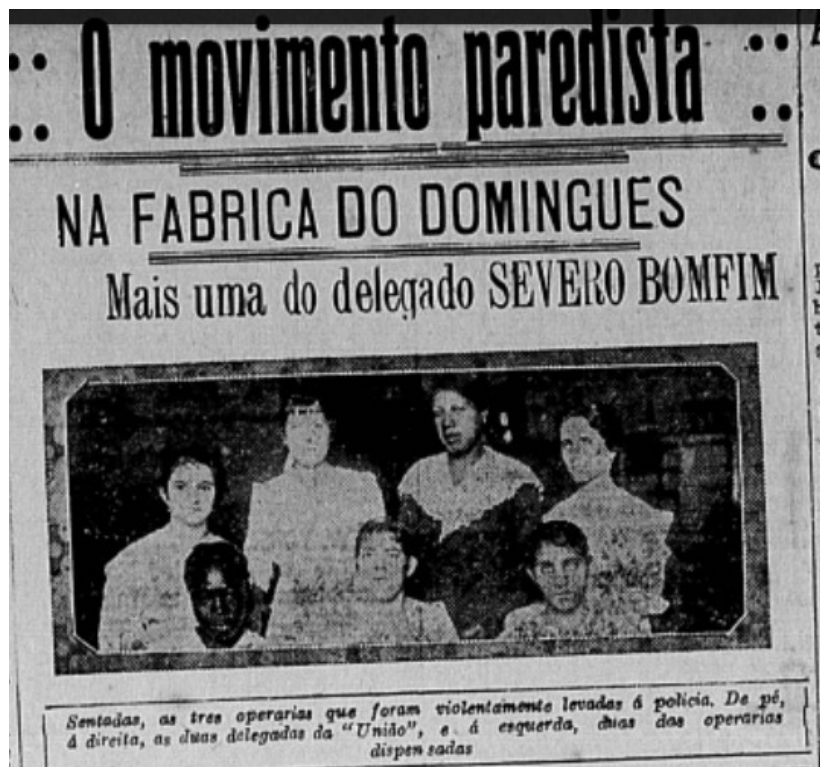 :: O movimento paredista ::
NA FABRICA DO DOMINGUES
Mais uma do delegado SEVERO BOMFIM
Sentadas, as tres operarias que foram violentamente levadas á policia. De pé,
á direita, as duas delegadas da "União", e á esquerda, duas das operarias
dispensadas